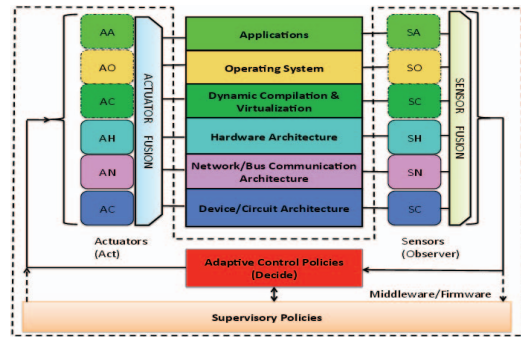 AA
Applications
SA
AO
Operating System
SO
AC
Dynamic Compilation &
Virtualization
SC
AH
Hardware Architecture
SH
AN
Network/Bus Communication
Architecture
SN
AC
Device/Circuit Architecture
SC
ACTUATOR FUSION
SENSOR FUSION
Actuators
(Act)
Sensors
(Observer)
Adaptive Control Policies
(Decide)
Middleware/Firmware
Supervisory Policies